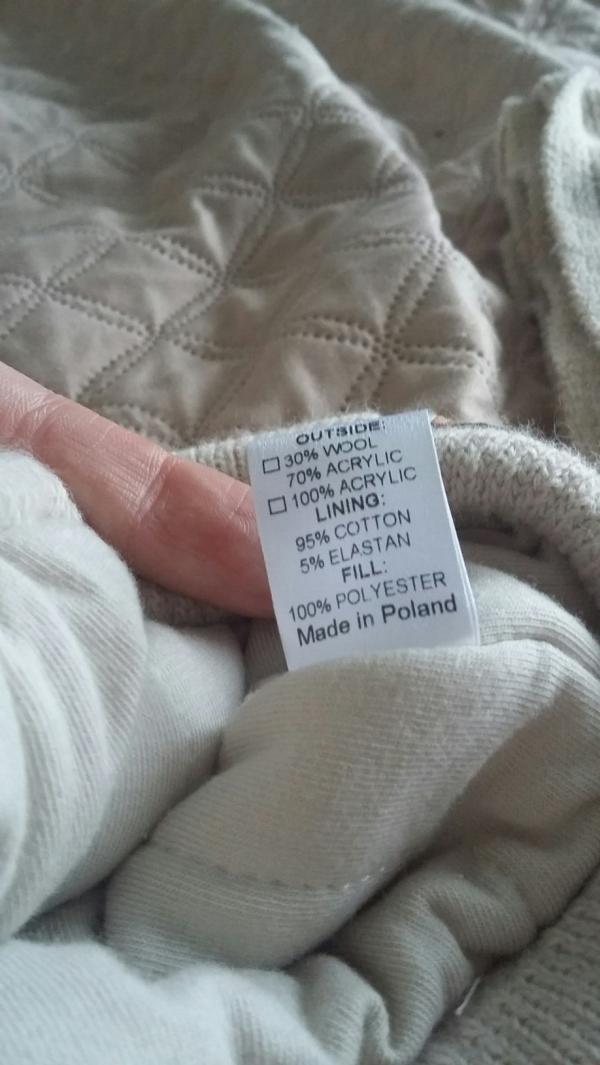 OUTSIDE:
☐ 30% WOOL
70% ACRYLIC
☐ 100% ACRYLIC
LINING:
95% COTTON
5% ELASTAN
FILL:
100% POLYESTER
Made in Poland